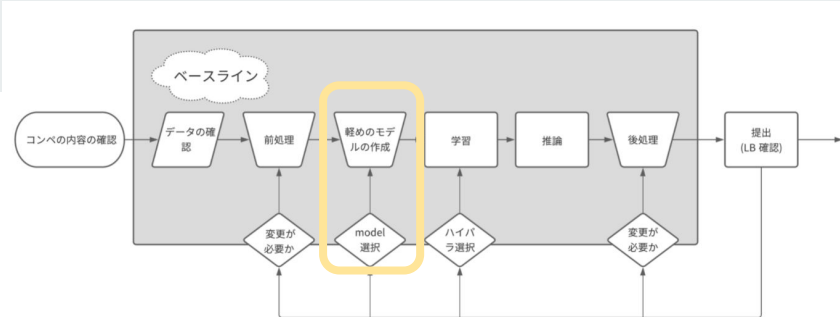 ベースライン
コンペの内容の確認
データの確
認
前処理
軽めのモデ
ルの作成
学習
推論
後処理
提出
(LB 確認)
変更が
必要か
model
選択
ハイパ
ラ選択
変更が
必要か